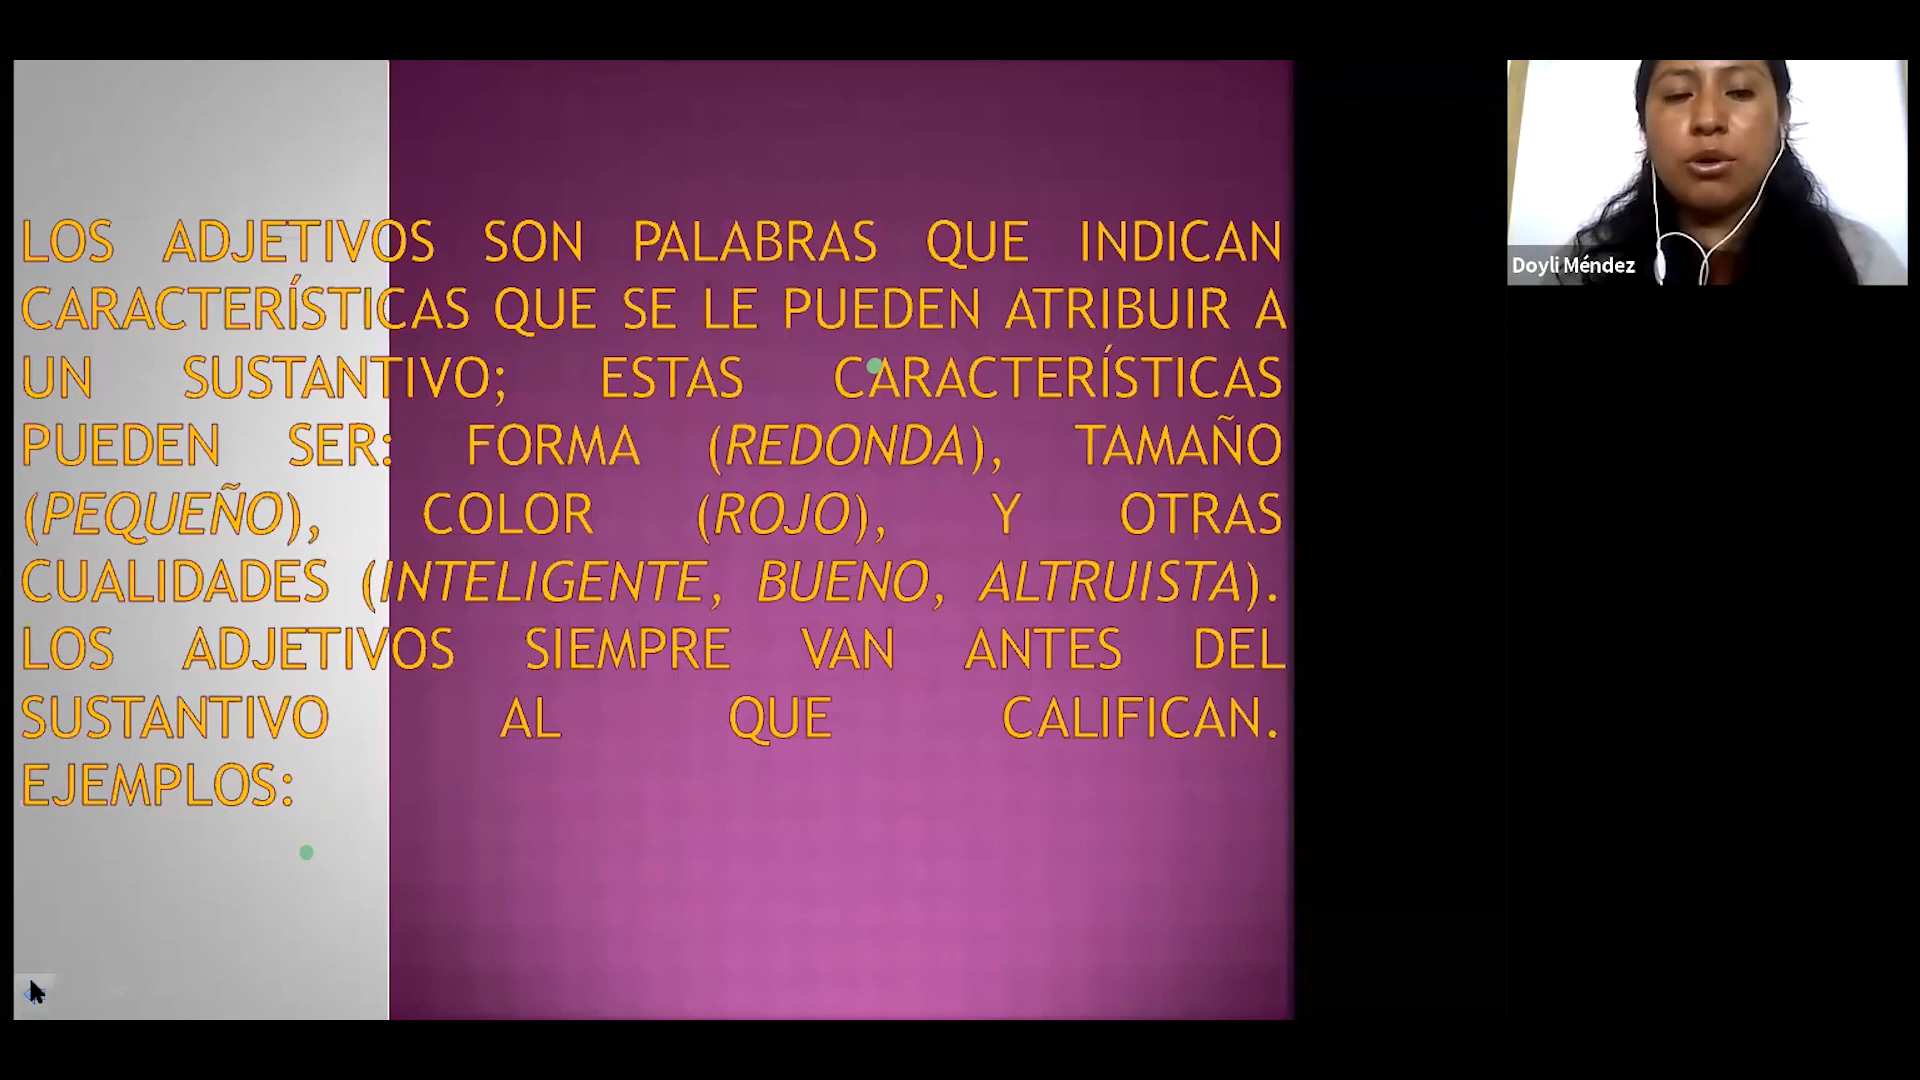 LOS ADJETIVOS SON PALABRAS QUE INDICAN
CARACTERÍSTICAS QUE SE LE PUEDEN ATRIBUIR A
UN SUSTANTIVO; ESTAS CARACTERÍSTICAS
PUEDEN SER: FORMA (REDONDA), TAMAÑO
(PEQUEÑO), COLOR (ROJO), Y OTRAS
CUALIDADES (INTELIGENTE, BUENO, ALTRUISTA).
LOS ADJETIVOS SIEMPRE VAN ANTES DEL
SUSTANTIVO AL QUE CALIFICAN.
EJEMPLOS:
Doyli Méndez